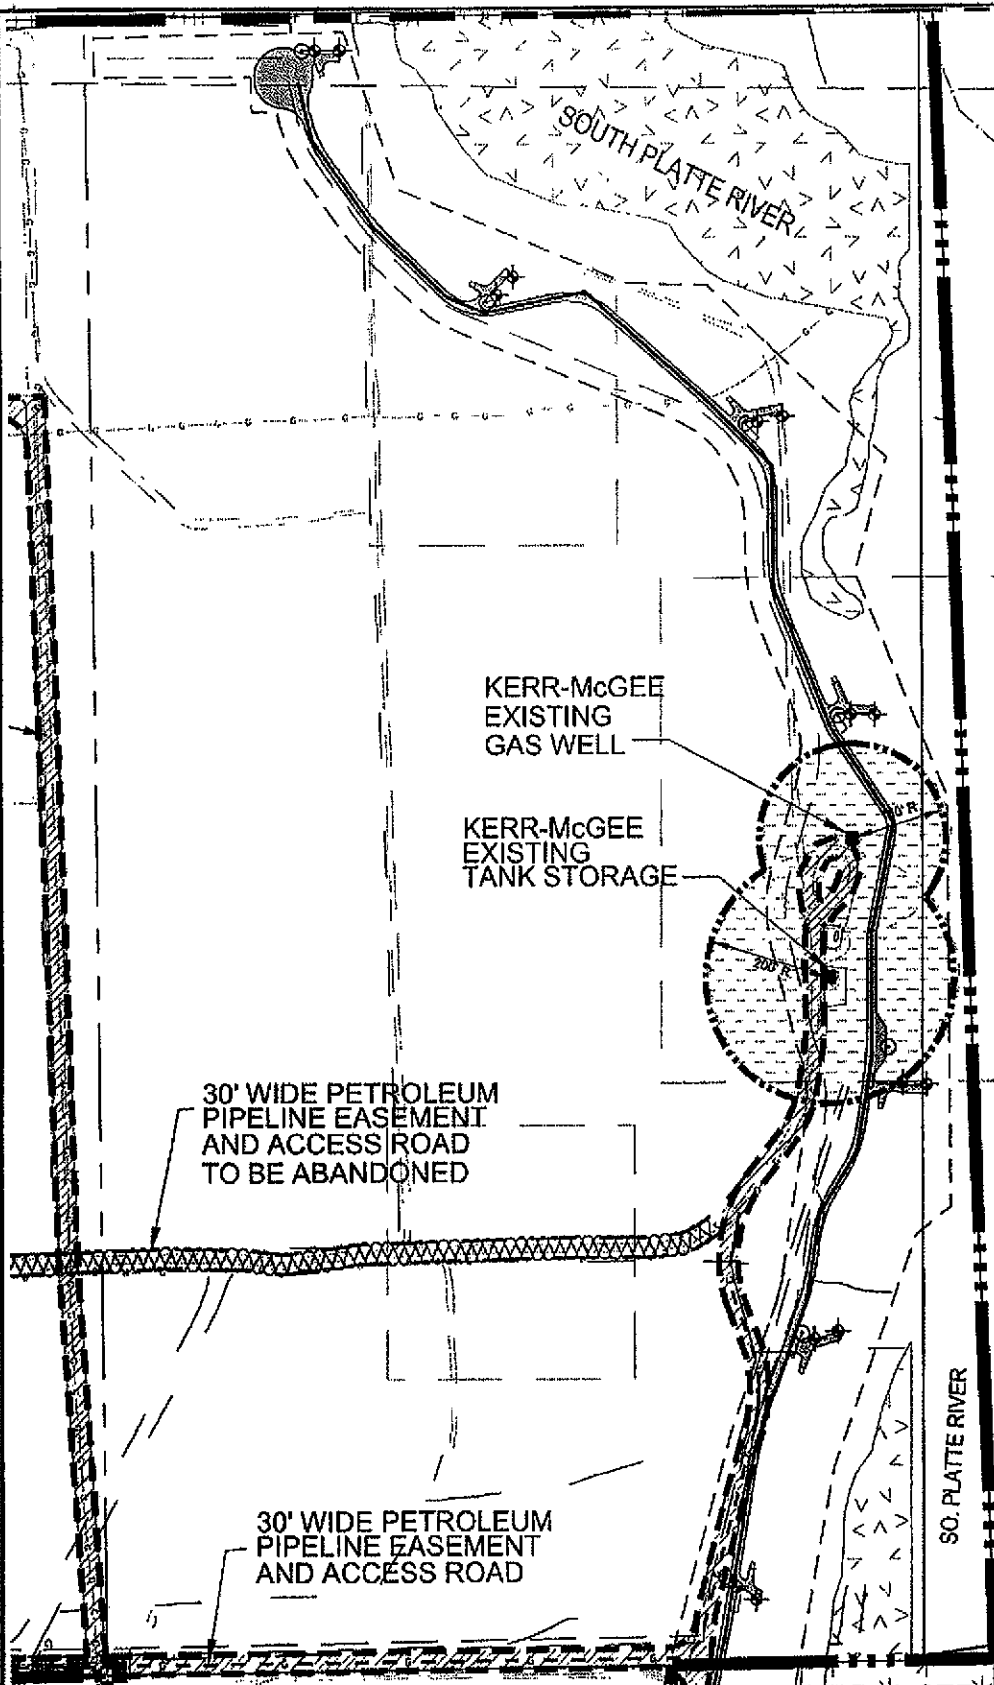 SOUTH PLATTE RIVER
KERR-McGEE
EXISTING
GAS WELL
KERR-McGEE
EXISTING
TANK STORAGE
200' R
30' WIDE PETROLEUM
PIPELINE EASEMENT
AND ACCESS ROAD
TO BE ABANDONED
SO. PLATTE RIVER
30' WIDE PETROLEUM
PIPELINE EASEMENT
AND ACCESS ROAD